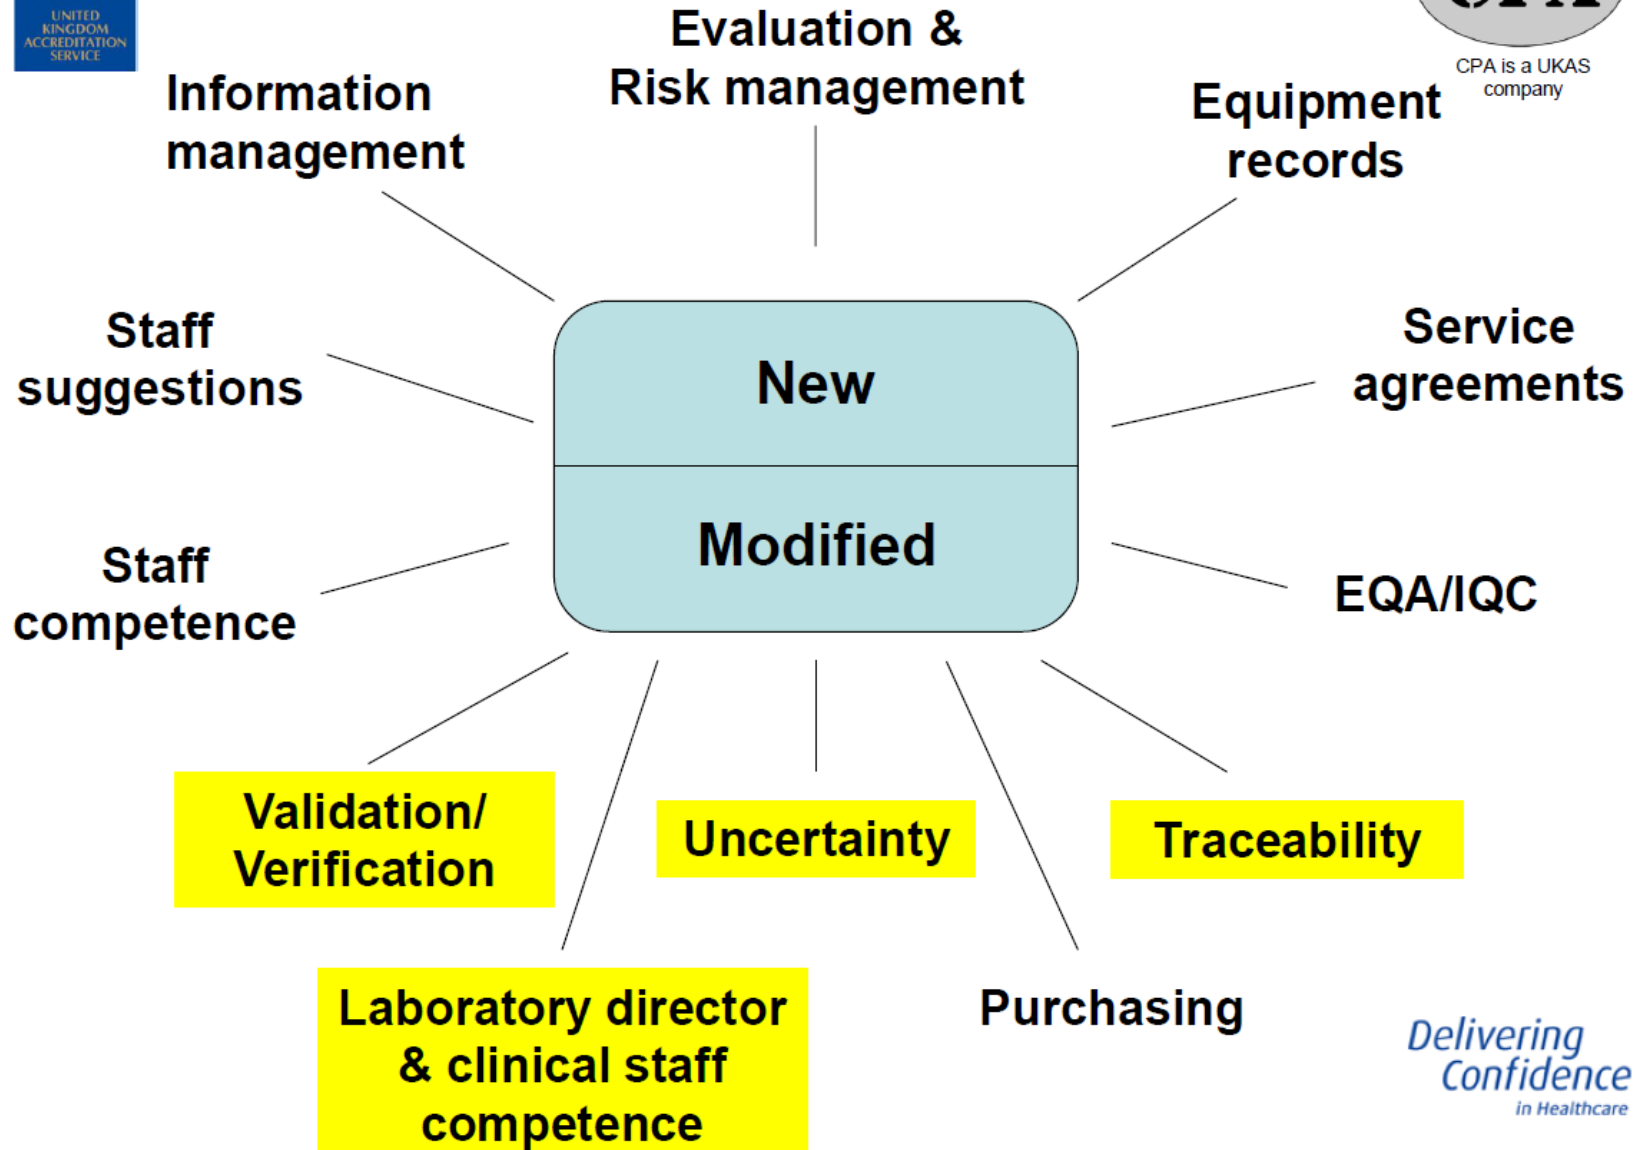 UNITED
KINGDOM
ACCREDITATION
SERVICE
Evaluation &
Risk management
CPA
CPA is a UKAS
company
Information
management
Equipment
records
Staff
suggestions
Service
agreements
New
Modified
Staff
competence
EQA/IQC
Validation/
Verification
Uncertainty
Traceability
Laboratory director
& clinical staff
competence
Purchasing
Delivering
Confidence
in Healthcare